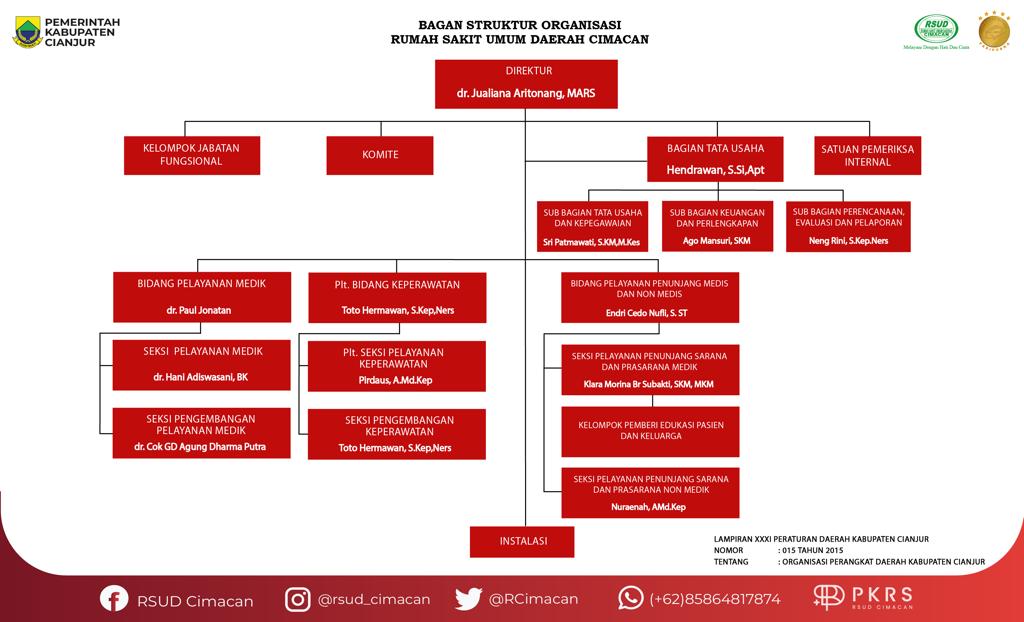 PEMERINTAH
KABUPATEN
CIANJUR
BAGAN STRUKTUR ORGANISASI
RUMAH SAKIT UMUM DAERAH CIMACAN
RSUD
CIMACAN
Melayani Dengan Hati Dan Cinta
DIREKTUR
dr. Jualiana Aritonang, MARS
KELOMPOK JABATAN
FUNGSIONAL
KOMITE
BAGIAN TATA USAHA
Hendrawan, S.Si,Apt
SATUAN PEMERIKSA
INTERNAL
SUB BAGIAN TATA USAHA
DAN KEPEGAWAIAN
Sri Patmawati, S.KM,M.Kes
SUB BAGIAN KEUANGAN
DAN PERLENGKAPAN
Ago Mansuri, SKM
SUB BAGIAN PERENCANAAN,
EVALUASI DAN PELAPORAN
Neng Rini, S.Kep.Ners
BIDANG PELAYANAN MEDIK
dr. Paul Jonatan
Plt. BIDANG KEPERAWATAN
Toto Hermawan, S.Kep,Ners
BIDANG PELAYANAN PENUNJANG MEDIS
DAN NON MEDIS
Endri Cedo Nufli, S. ST
SEKSI PELAYANAN MEDIK
dr. Hani Adiswasani, BK
Plt. SEKSI PELAYANAN
KEPERAWATAN
Pirdaus, A.Md.Kep
SEKSI PELAYANAN PENUNJANG SARANA
DAN PRASARANA MEDIK
Klara Morina Br Subakti, SKM, MKM
SEKSI PENGEMBANGAN
PELAYANAN MEDIK
dr. Cok GD Agung Dharma Putra
SEKSI PENGEMBANGAN
KEPERAWATAN
Toto Hermawan, S.Kep,Ners
KELOMPOK PEMBERI EDUKASI PASIEN
DAN KELUARGA
SEKSI PELAYANAN PENUNJANG SARANA
DAN PRASARANA NON MEDIK
Nuraenah, AMd.Kep
INSTALASI
LAMPIRAN XXXI PERATURAN DAERAH KABUPATEN CIANJUR
NOMOR : 015 TAHUN 2015
TENTANG : ORGANISASI PERANGKAT DAERAH KABUPATEN CIANJUR
RSUD Cimacan
@rsud_cimacan
@RCimacan
(+62)85864817874
PKRS
RSUD CIMACAN